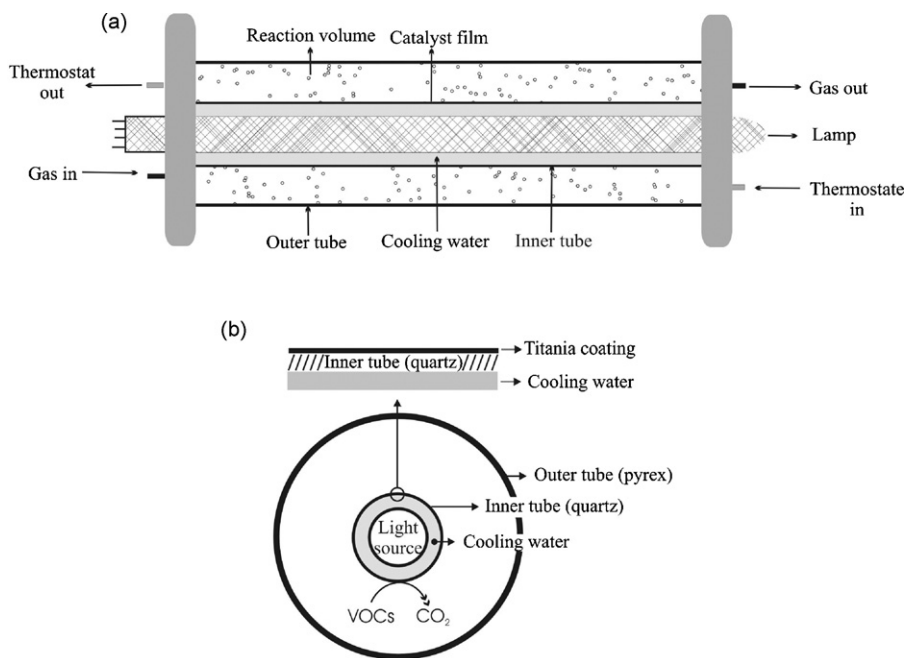 (a)
Reaction volume
Catalyst film
Thermostat
out
Gas out
Lamp
Gas in
Thermostate
in
Outer tube
Cooling water
Inner tube
(b)
Titania coating
Inner tube (quartz)
Cooling water
Outer tube (pyrex)
Inner tube (quartz)
Light
source
Cooling water
VOCs
CO₂